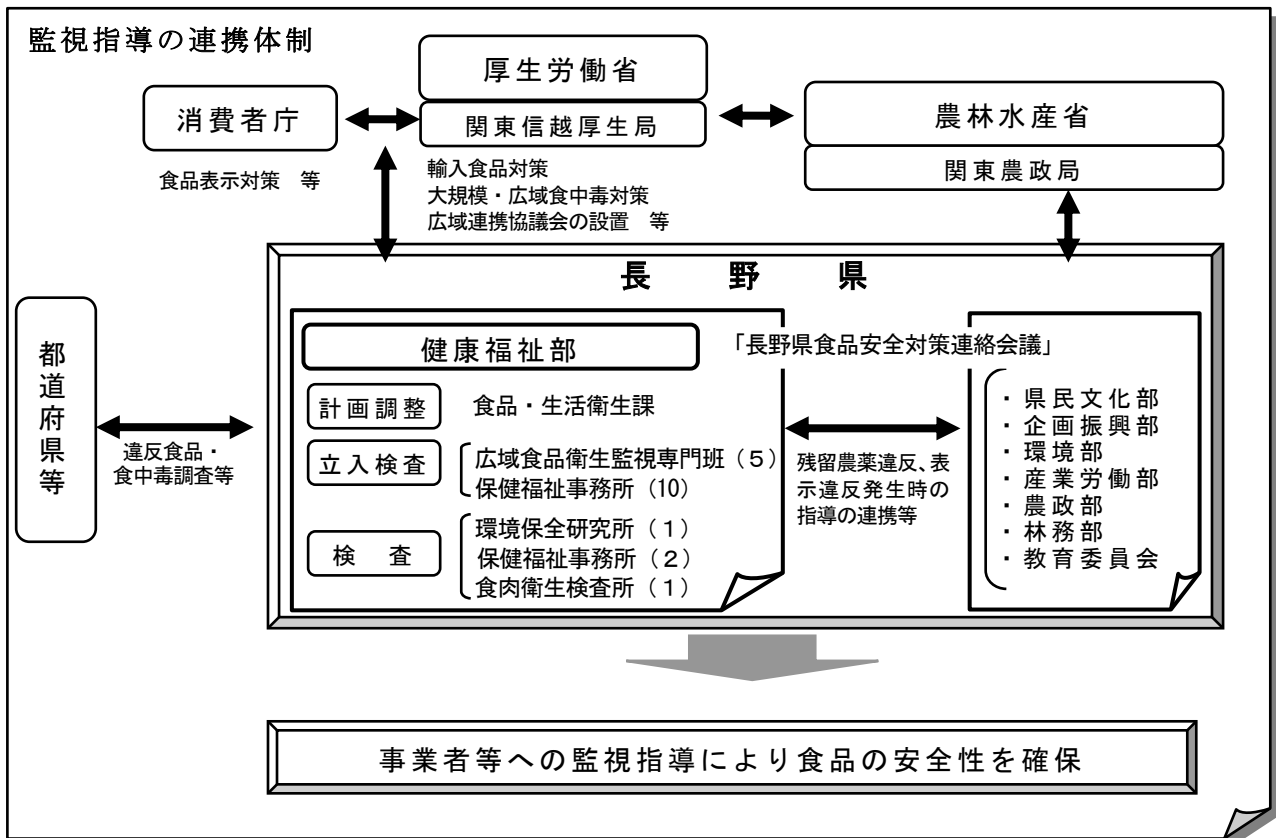 監視指導の連携体制
厚生労働省
関東信越厚生局
消費者庁
農林水産省
関東農政局
食品表示対策　等
輸入食品対策
大規模・広域食中毒対策
広域連携協議会の設置　等
長　野　県
都道府県等
違反食品・
食中毒調査等
健康福祉部
「長野県食品安全対策連絡会議」
計画調整
食品・生活衛生課
立入検査
広域食品衛生監視専門班（５）
保健福祉事務所（10）
検　査
環境保全研究所（１）
保健福祉事務所（２）
食肉衛生検査所（１）
残留農薬違反、表
示違反発生時の
指導の連携等
・県民文化部
・企画振興部
・環境部
・産業労働部
・農政部
・林務部
・教育委員会
事業者等への監視指導により食品の安全性を確保